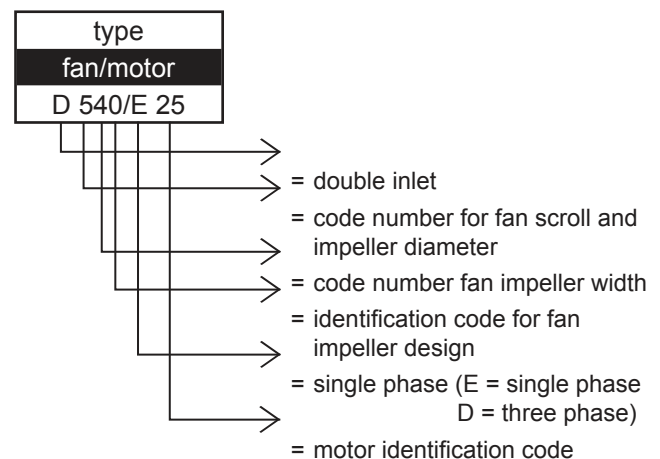 type
fan/motor
D 540/E 25
= double inlet
= code number for fan scroll and
impeller diameter
= code number fan impeller width
= identification code for fan
impeller design
= single phase (E = single phase
D = three phase)
= motor identification code